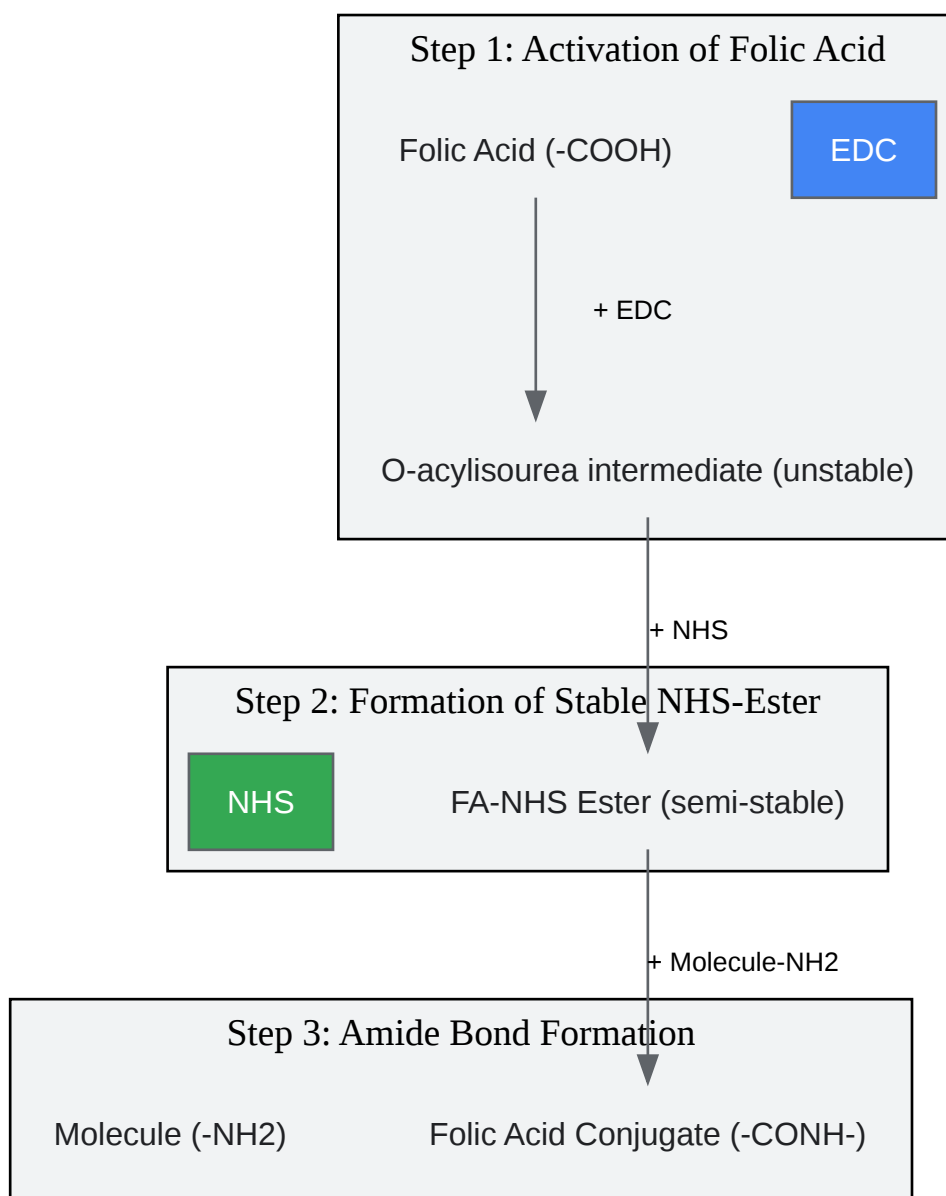 Step 1: Activation of Folic Acid
Folic Acid (-COOH)
EDC
+ EDC
O-acylisourea intermediate (unstable)
+ NHS
Step 2: Formation of Stable NHS-Ester
NHS
FA-NHS Ester (semi-stable)
+ Molecule-NH2
Step 3: Amide Bond Formation
Molecule (-NH2)
Folic Acid Conjugate (-CONH-)